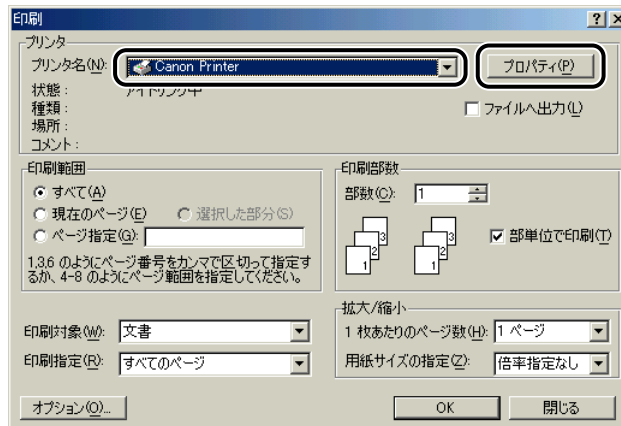 印刷
プリンタ
プリンタ名(N): Canon Printer プロパティ(P)
状態 : アイドリング中
種類 : ファイルへ出力(L)
場所 :
コメント :
印刷範囲
すべて(A)
現在のページ(E) 選択した部分(S)
ページ指定(G):
1,3,6 のようにページ番号をカンマで区切って指定す
るか、4-8 のようにページ範囲を指定してください。
印刷部数
部数(C): 1
1 2 3 1 2 3 部単位で印刷(T)
印刷対象(W): 文書
印刷指定(R): すべてのページ
拡大/縮小
1 枚あたりのページ数(H): 1 ページ
用紙サイズの指定(Z): 倍率指定なし
オプション(O)... OK 閉じる